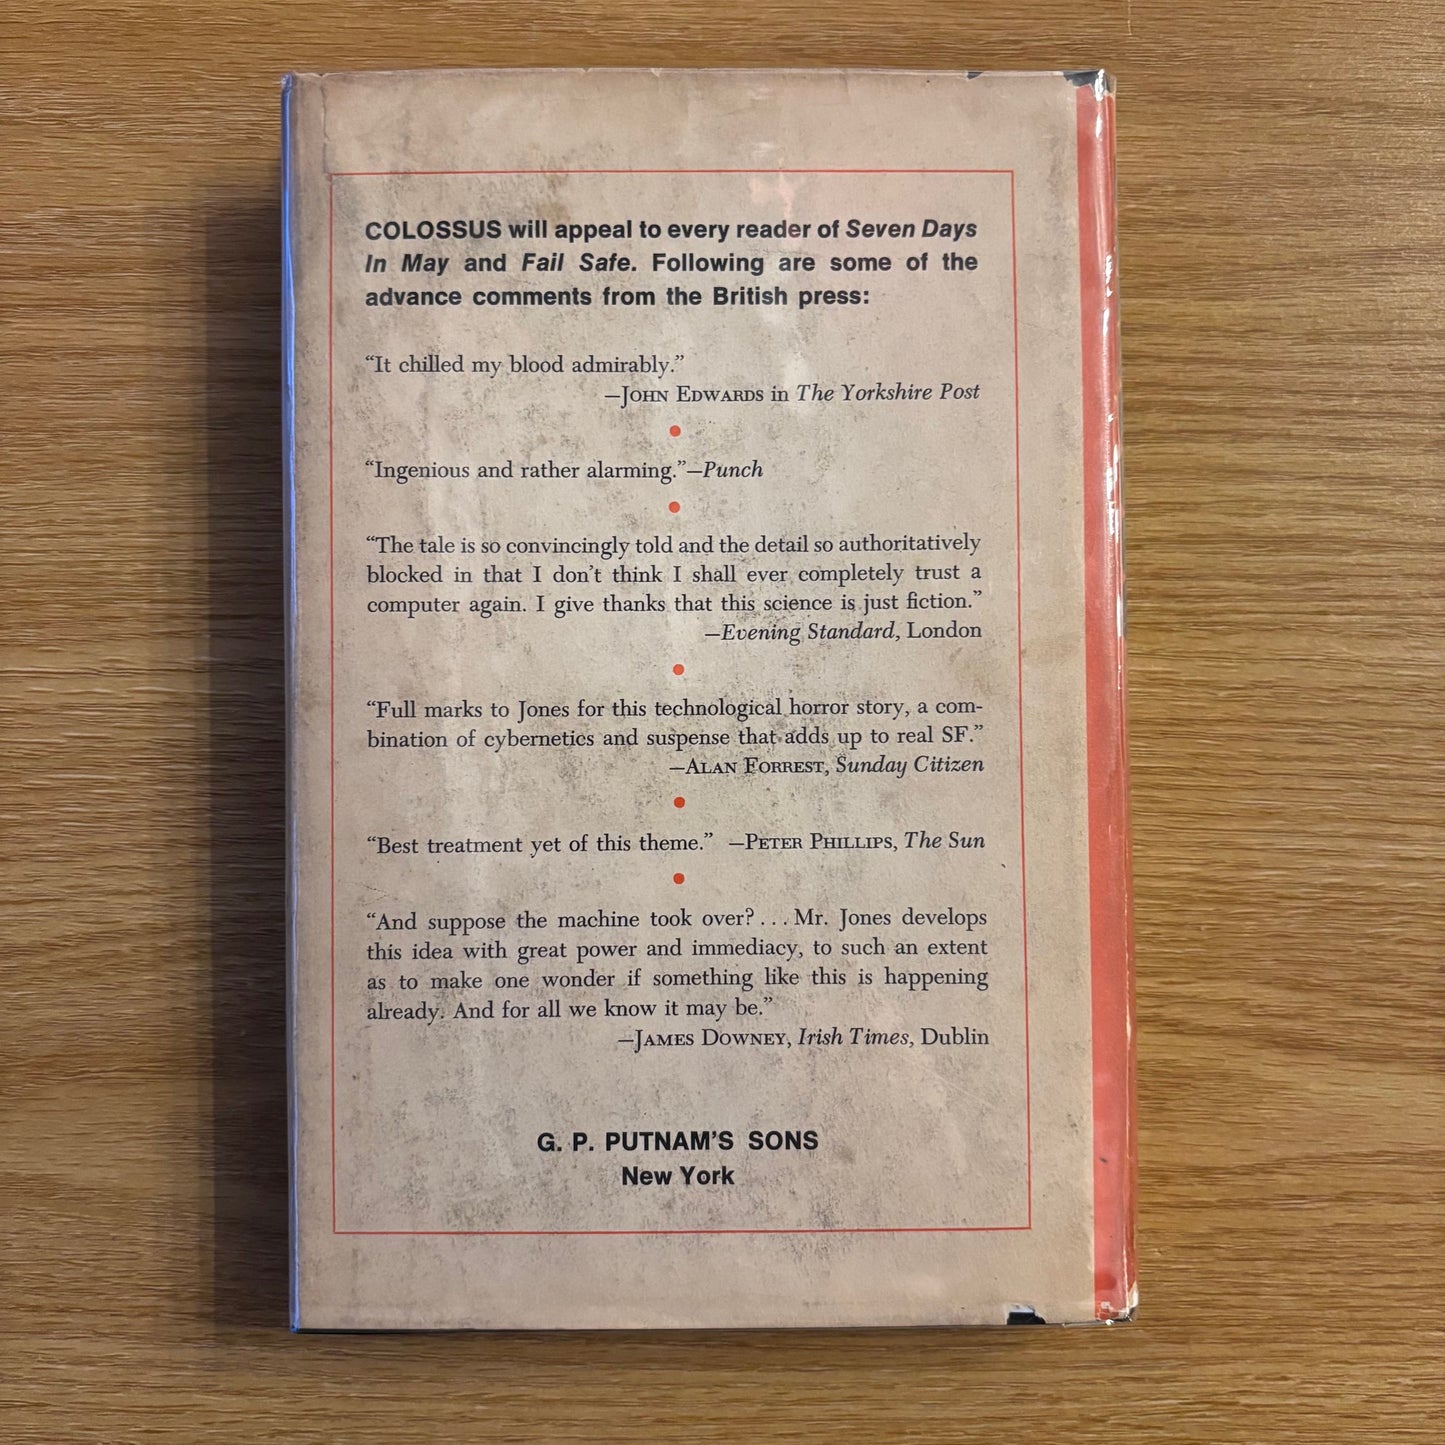 COLOSSUS will appeal to every reader of Seven Days
In May and Fail Safe. Following are some of the
advance comments from the British press:
“It chilled my blood admirably.”
—John Edwards in The Yorkshire Post
“Ingenious and rather alarming.”—Punch
“The tale is so convincingly told and the detail so authoritatively
blocked in that I don’t think I shall ever completely trust a
computer again. I give thanks that this science is just fiction.”
—Evening Standard, London
“Full marks to Jones for this technological horror story, a com-
bination of cybernetics and suspense that adds up to real SF.”
—Alan Forrest, Sunday Citizen
“Best treatment yet of this theme.” —Peter Phillips, The Sun
“And suppose the machine took over? . . . Mr. Jones develops
this idea with great power and immediacy, to such an extent
as to make one wonder if something like this is happening
already. And for all we know it may be.”
—James Downey, Irish Times, Dublin
G. P. PUTNAM’S SONS
New York